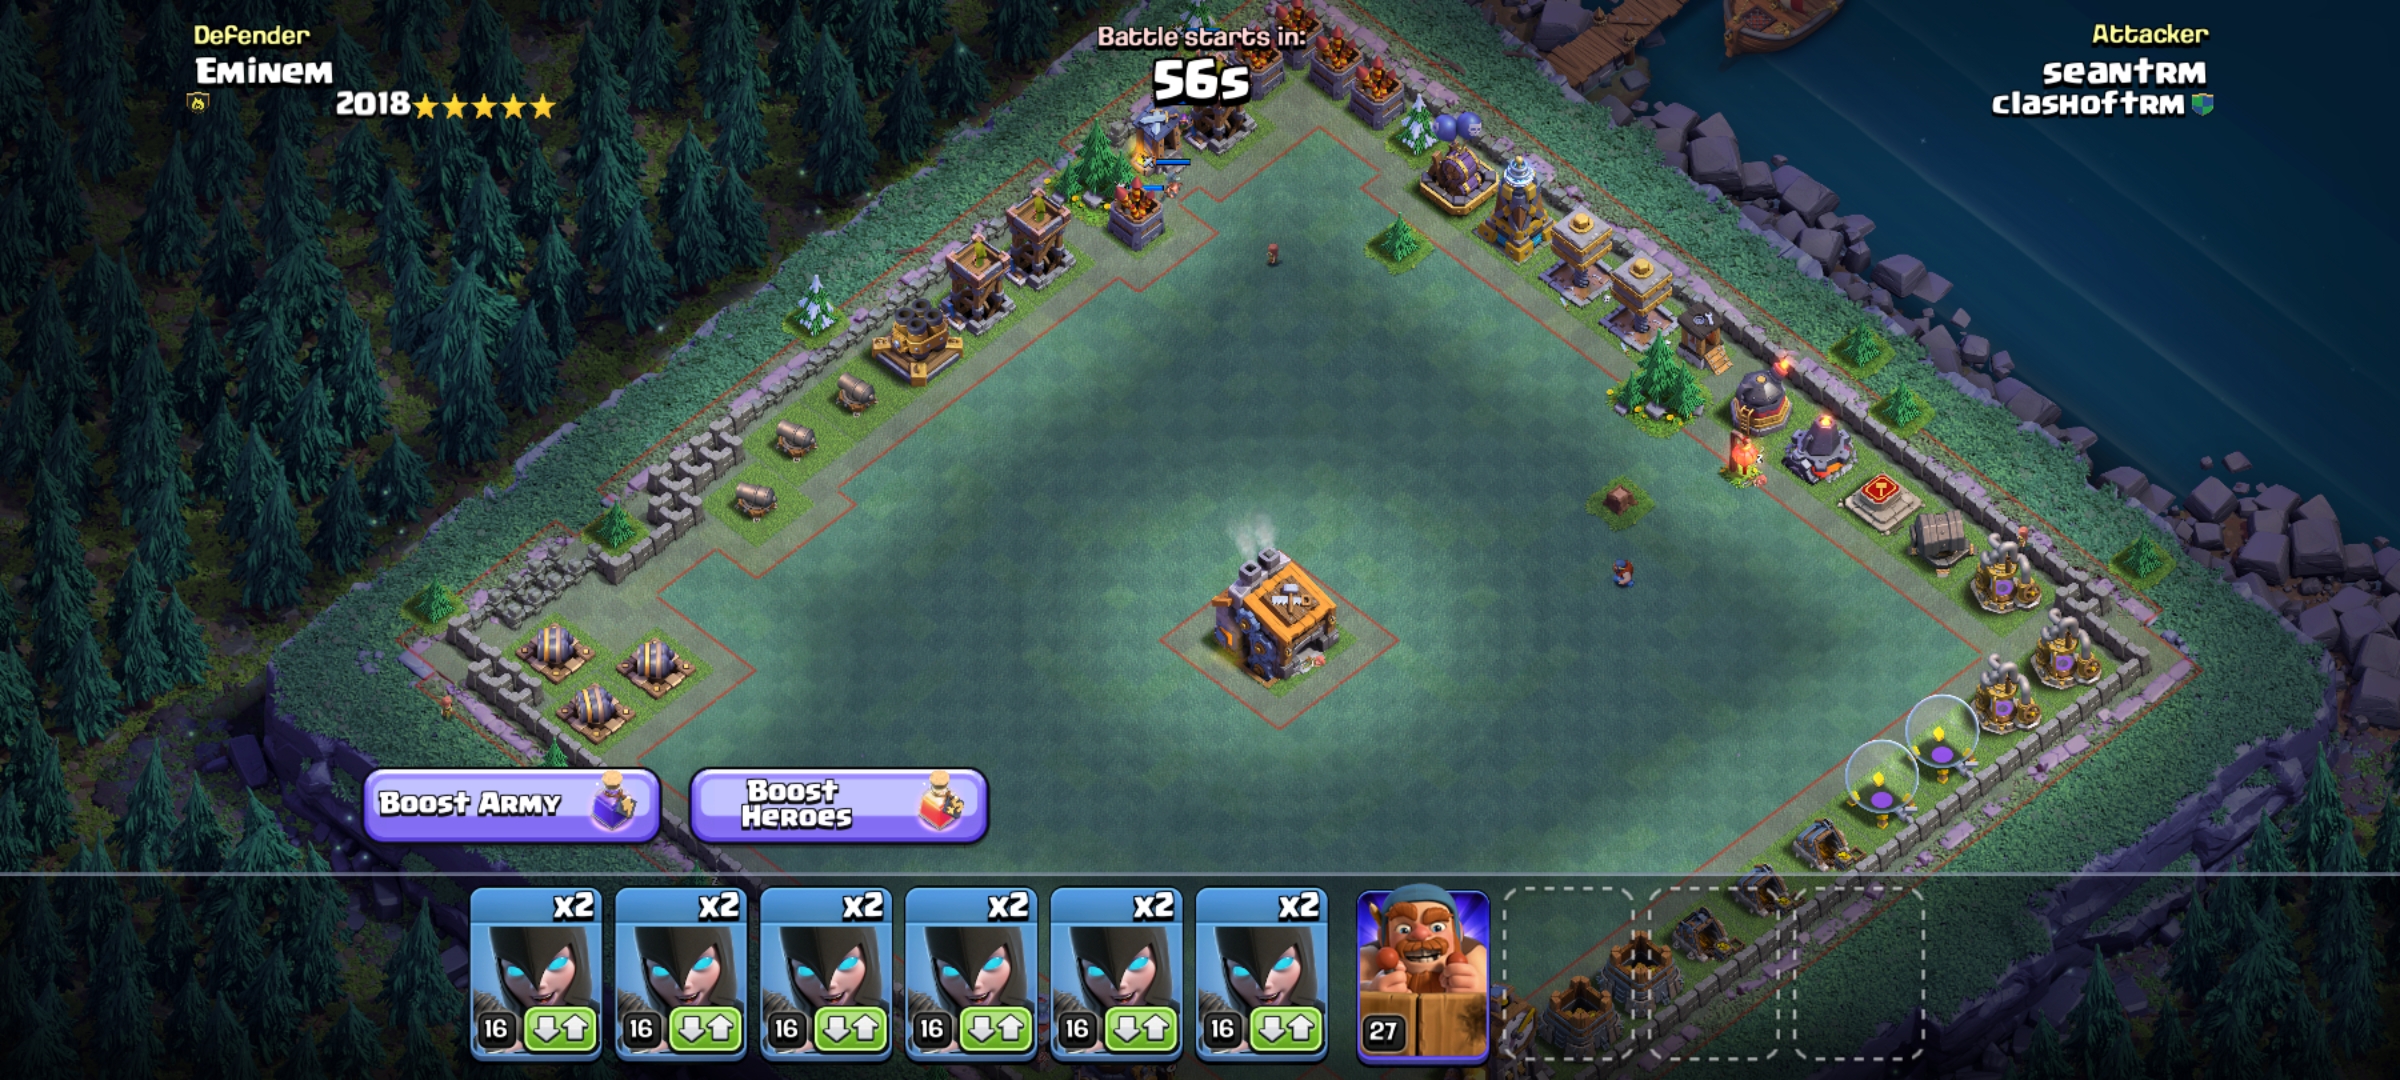 Defender
Eminem
2018
Battle starts in:
56s
Attacker
seantRM
clashoftRM
Boost Army
Boost
Heroes
x2
x2
x2
x2
x2
x2
16
16
16
16
16
16
27